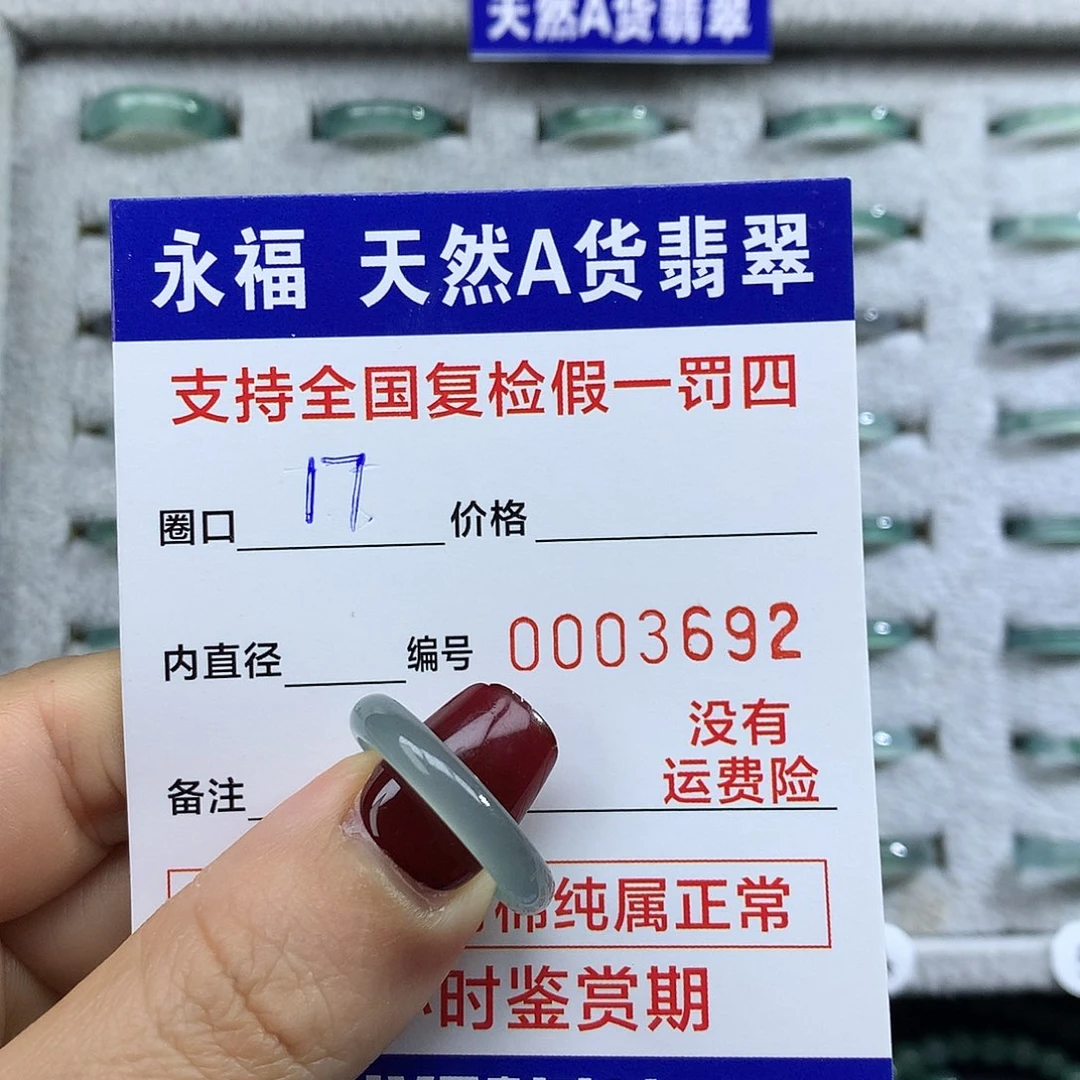 天然A货翡翠
永福 天然A货翡翠
支持全国复检假一罚四
圈口 17 价格
内直径 编号 0003692
没有
备注 运费险
棉纯属正常
时鉴赏期